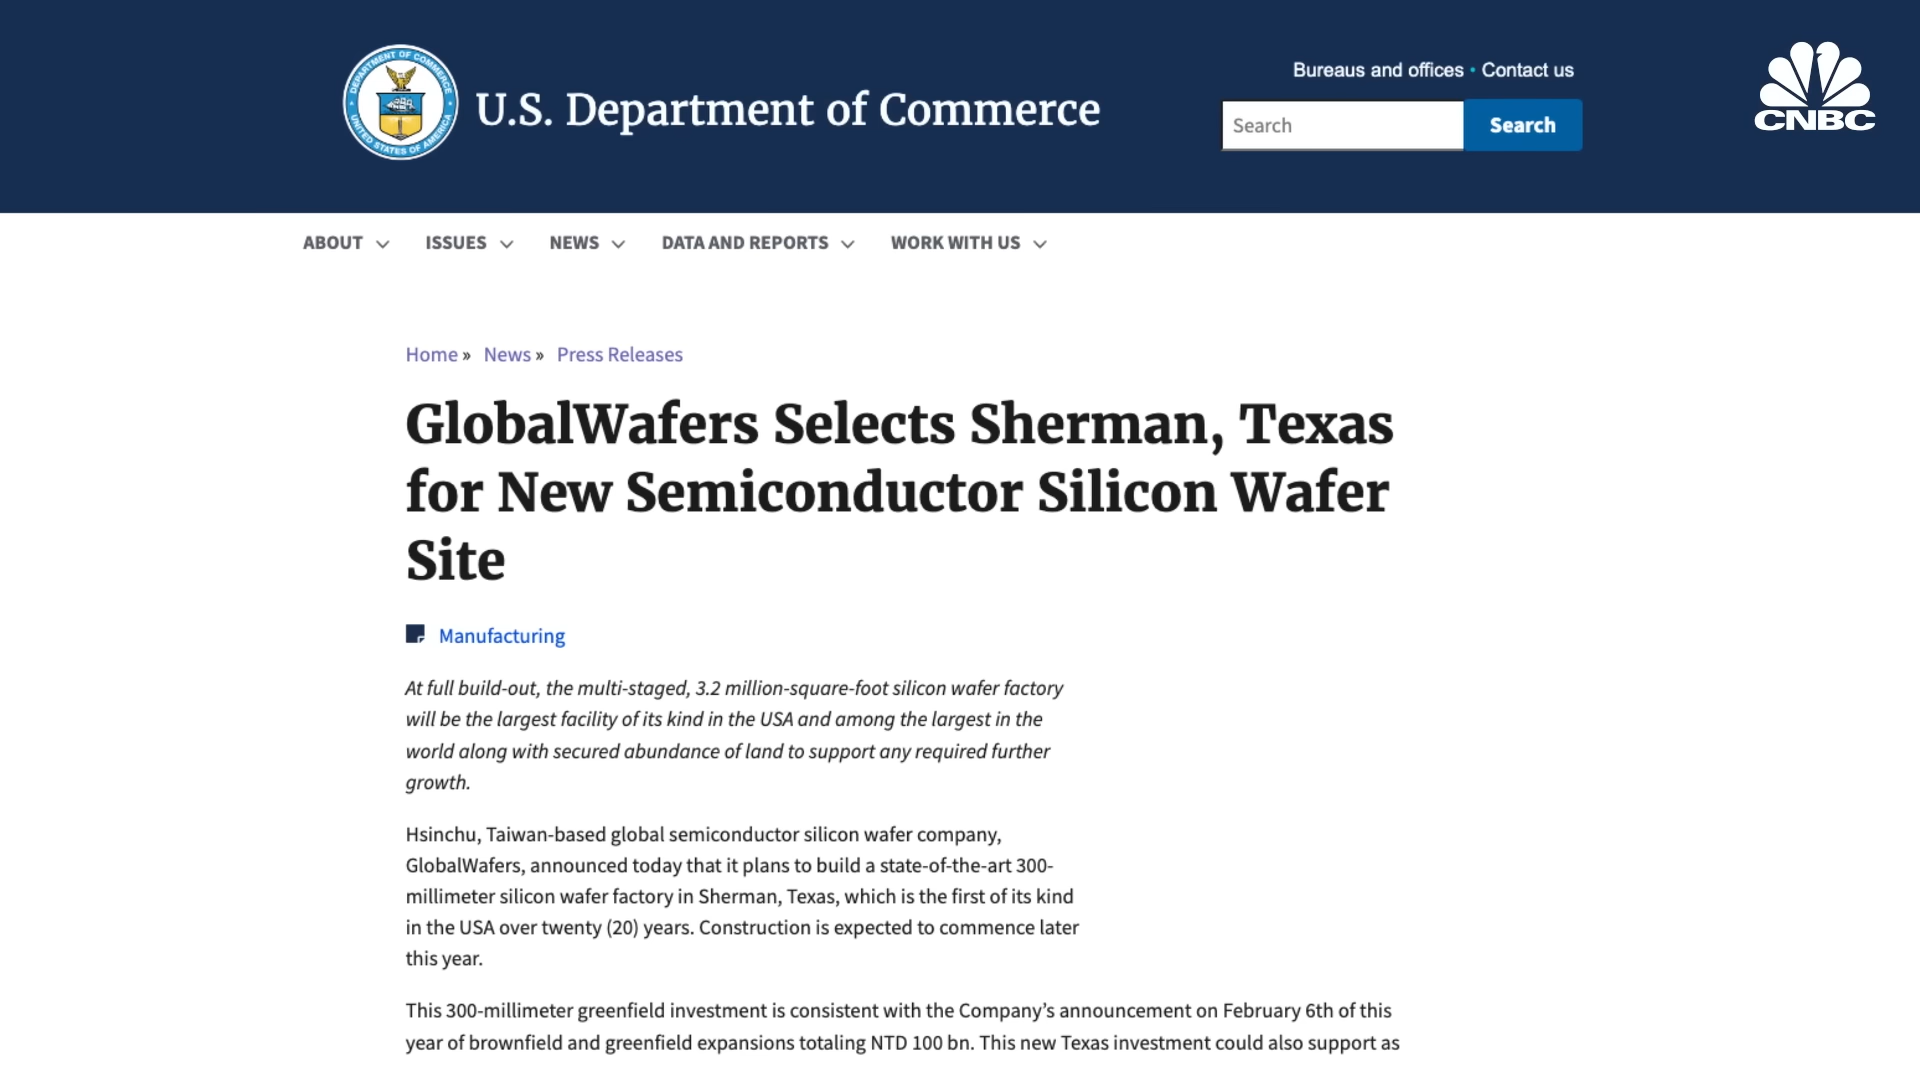 DEPARTMENT OF COMMERCE
UNITED STATES OF AMERICA
U.S. Department of Commerce
Bureaus and offices • Contact us
Search
Search
CNBC
ABOUT
ISSUES
NEWS
DATA AND REPORTS
WORK WITH US
Home » News » Press Releases
GlobalWafers Selects Sherman, Texas
for New Semiconductor Silicon Wafer
Site
Manufacturing
At full build-out, the multi-staged, 3.2 million-square-foot silicon wafer factory
will be the largest facility of its kind in the USA and among the largest in the
world along with secured abundance of land to support any required further
growth.
Hsinchu, Taiwan-based global semiconductor silicon wafer company,
GlobalWafers, announced today that it plans to build a state-of-the-art 300-
millimeter silicon wafer factory in Sherman, Texas, which is the first of its kind
in the USA over twenty (20) years. Construction is expected to commence later
this year.
This 300-millimeter greenfield investment is consistent with the Company’s announcement on February 6th of this
year of brownfield and greenfield expansions totaling NTD 100 bn. This new Texas investment could also support as